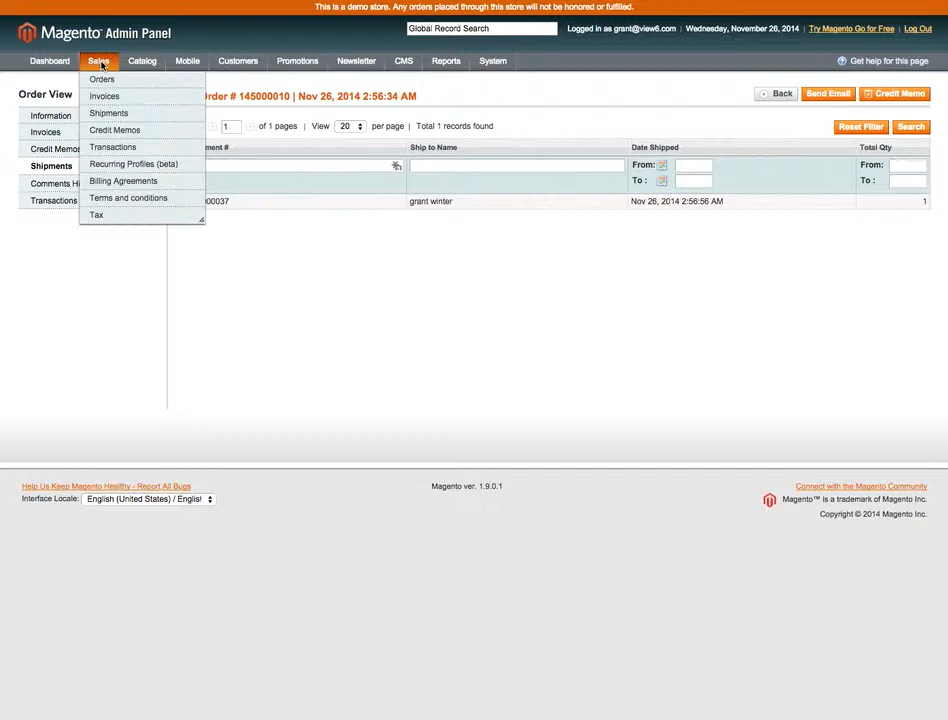 This is a demo store. Any orders placed through this store will not be honored or fulfilled.
Magento Admin Panel
Global Record Search
Logged in as grant@view6.com | Wednesday, November 26, 2014 | Try Magento Go for Free | Log Out
Dashboard Sales Catalog Mobile Customers Promotions Newsletter CMS Reports System
Get help for this page
Orders
Invoices
Shipments
Credit Memos
Transactions
Recurring Profiles (beta)
Billing Agreements
Terms and conditions
Tax
Order View
Information
Invoices
Credit Memos
Shipments
Comments Hi
Transactions
rder # 145000010 | Nov 26, 2014 2:56:34 AM
Back Send Email Credit Memo
1 of 1 pages | View 20 per page | Total 1 records found
Reset Filter Search
ment # Ship to Name Date Shipped Total Qty
From: From:
To : To :
00037 grant winter Nov 26, 2014 2:56:56 AM 1
Help Us Keep Magento Healthy - Report All Bugs
Interface Locale: English (United States) / Englisl
Magento ver. 1.9.0.1
Connect with the Magento Community
Magento™ is a trademark of Magento Inc.
Copyright © 2014 Magento Inc.